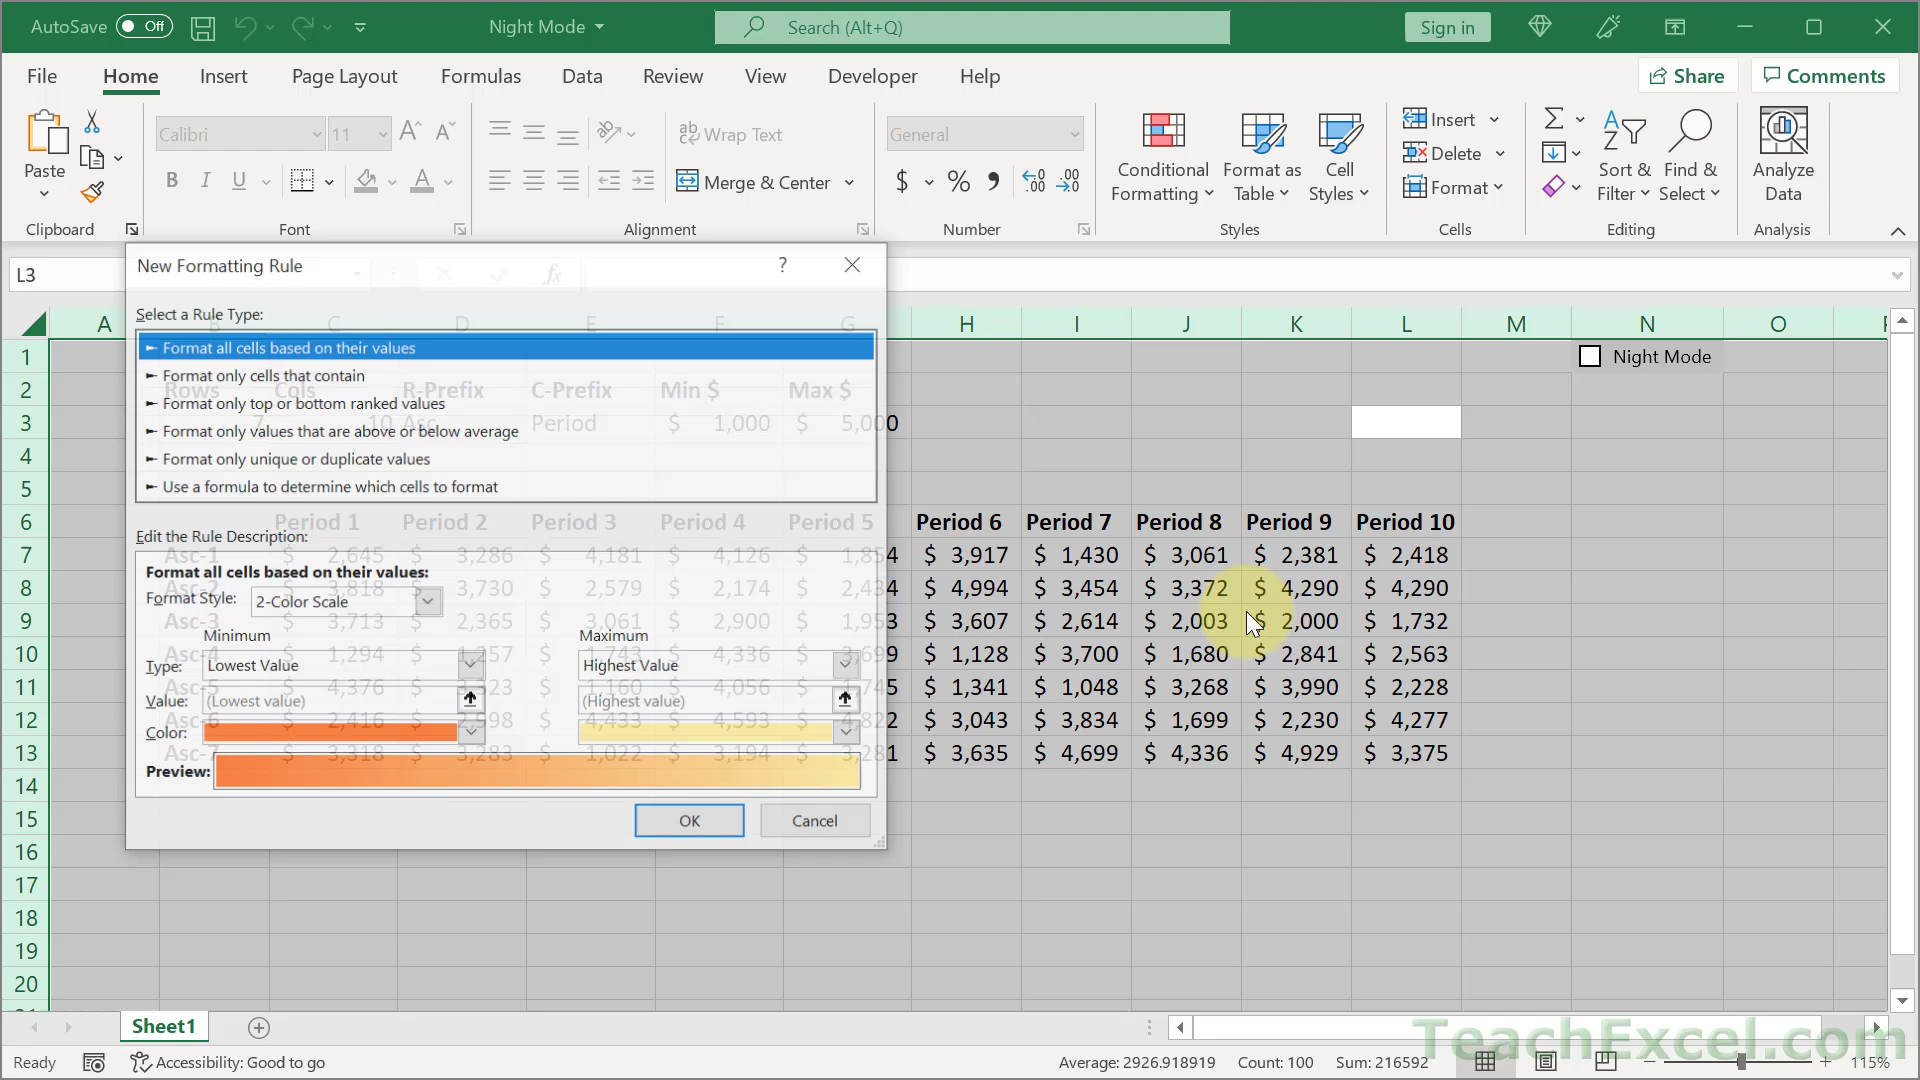 AutoSave Off Night Mode Search (Alt+Q) Sign in
File Home Insert Page Layout Formulas Data Review View Developer Help Share Comments
Calibri 11 ab Wrap Text General
Paste B I U Merge & Center $ % Conditional Formatting Format as Table Cell Styles Insert Delete Format Sort & Filter Find & Select Analyze Data
Clipboard Font Alignment Number Styles Cells Editing Analysis
L3 fx
New Formatting Rule ?
Select a Rule Type:
Format all cells based on their values
Format only cells that contain
Format only top or bottom ranked values
Format only values that are above or below average
Format only unique or duplicate values
Use a formula to determine which cells to format
Edit the Rule Description:
Format all cells based on their values:
Format Style: 2-Color Scale
Minimum Maximum
Type: Lowest Value Highest Value
Value: (Lowest value) (Highest value)
Color:
Preview:
OK Cancel
A B C D E F G H I J K L M N O
1 Night Mode
2 Rows Cols R-Prefix C-Prefix Min $ Max $
3 7 10 Asc Period $ 1,000 $ 5,000
4
5
6 Period 1 Period 2 Period 3 Period 4 Period 5 Period 6 Period 7 Period 8 Period 9 Period 10
7 Asc-1 $ 2,645 $ 3,286 $ 4,181 $ 4,126 $ 1,854 $ 3,917 $ 1,430 $ 3,061 $ 2,381 $ 2,418
8 Asc-2 3,818 $ 3,730 $ 2,579 $ 2,174 $ $ 4,994 $ 3,454 $ 3,372 $ 4,290 $ 4,290
9 Asc-3 $ 3,713 $ 2,365 $ 3,061 $ 2,900 $ 1,953 $ 3,607 $ 2,614 $ 2,003 $ 2,000 $ 1,732
10 Asc-4 $ 1,294 $ $ 1,743 $ 4,336 $ $ 1,128 $ 3,700 $ 1,680 $ 2,841 $ 2,563
11 Asc-5 $ 4,376 $ $ 1,160 $ 4,056 $ $ 1,341 $ 1,048 $ 3,268 $ 3,990 $ 2,228
12 Asc-6 $ 2,416 $ $ 4,433 $ 4,593 $ 4,822 $ 3,043 $ 3,834 $ 1,699 $ 2,230 $ 4,277
13 Asc-7 $ 3,318 $ 3,283 $ 1,022 $ 3,194 $ 3,281 $ 3,635 $ 4,699 $ 4,336 $ 4,929 $ 3,375
14
15
16
17
18
19
20
Sheet1
TeachExcel.com
Ready Accessibility: Good to go Average: 2926.918919 Count: 100 Sum: 216592 115%